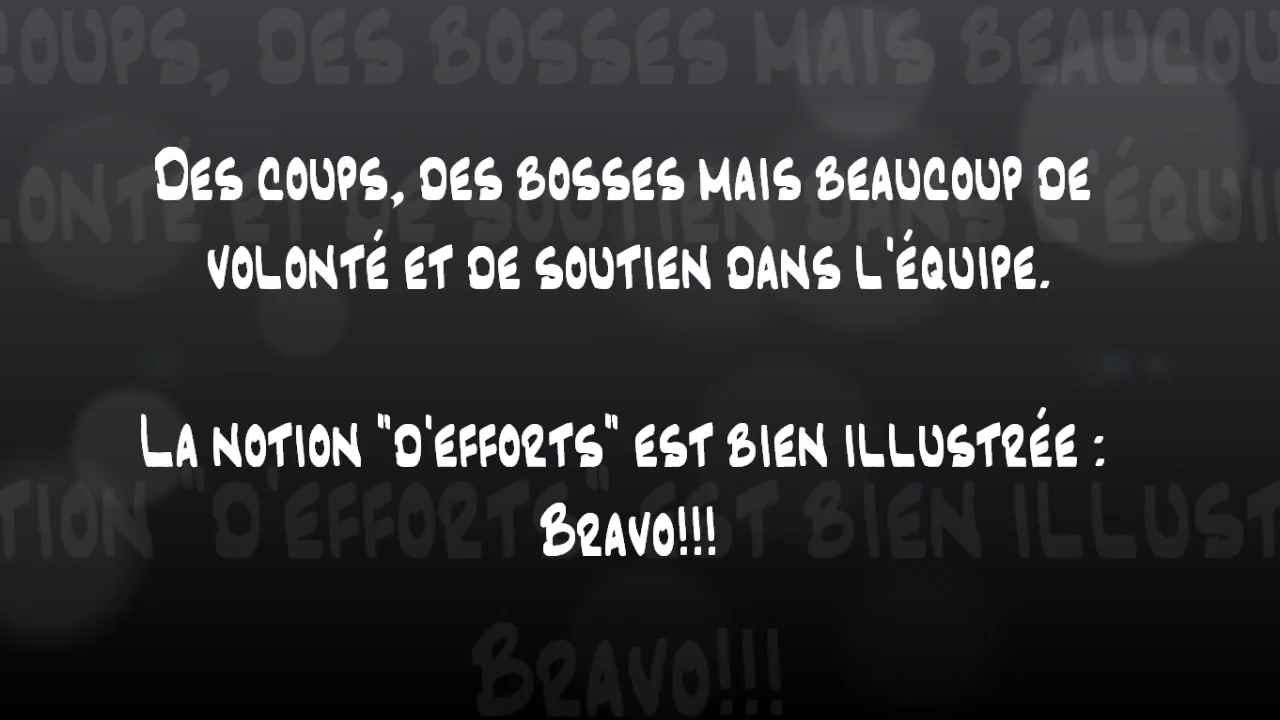 Des coups, des bosses mais beaucoup de
volonté et de soutien dans l'équipe.
La notion "d'efforts" est bien illustrée :
Bravo!!!